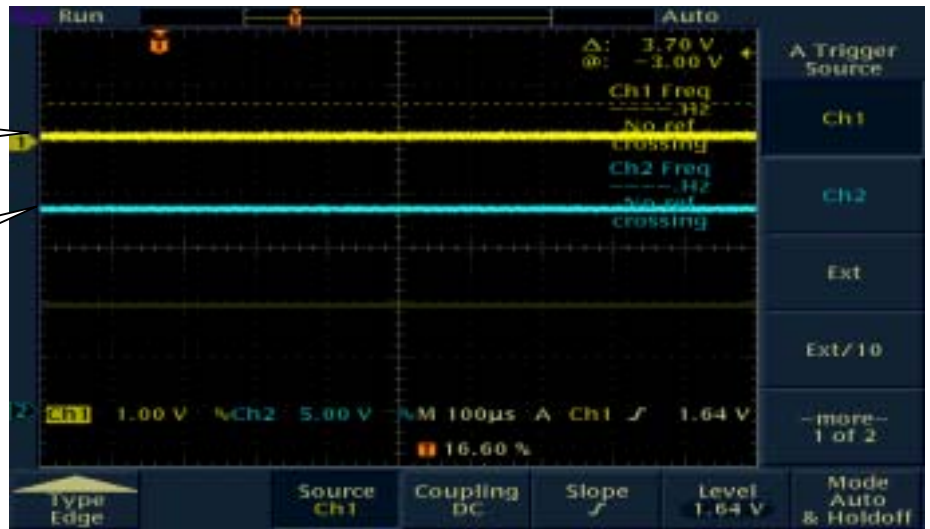 Run
Auto
Δ: 3.70 V
@: -3.00 V
Ch1 Freq
----.HZ
No ref
crossing
Ch2 Freq
----.HZ
No ref
crossing
1
2
Ch1 1.00 V Ch2 5.00 V M 100µs A Ch1 1.64 V
T 16.60 %
A Trigger
Source
Ch1
Ch2
Ext
Ext/10
-more-
1 of 2
Type
Edge
Source
Ch1
Coupling
DC
Slope
Level
1.64 V
Mode
Auto
& Holdoff